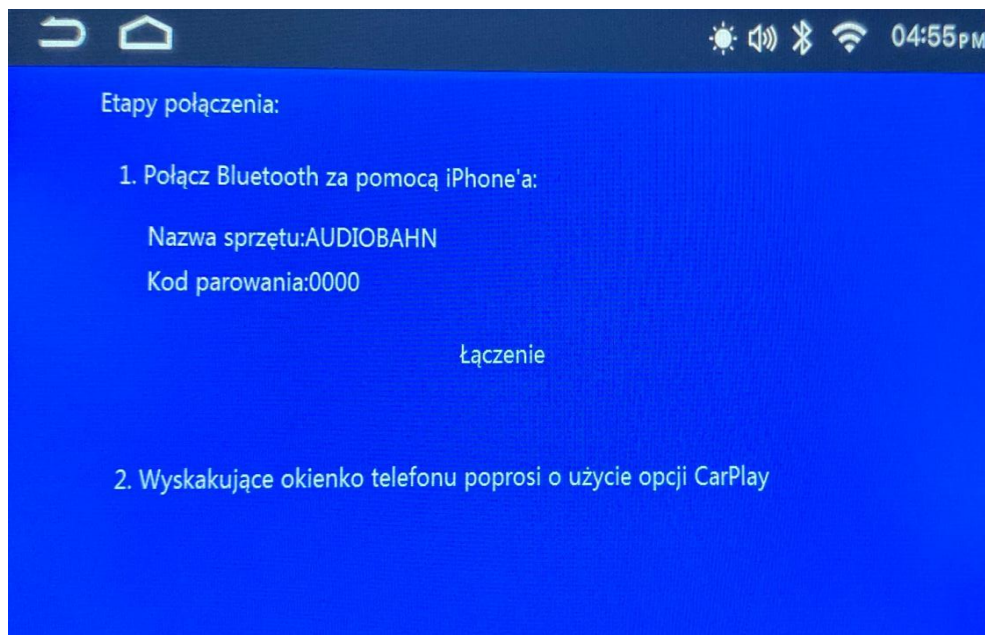 04:55PM
Etapy połączenia:
1. Połącz Bluetooth za pomocą iPhone'a:
Nazwa sprzętu:AUDIOBAHN
Kod parowania:0000
Łączenie
2. Wyskakujące okienko telefonu poprosi o użycie opcji CarPlay